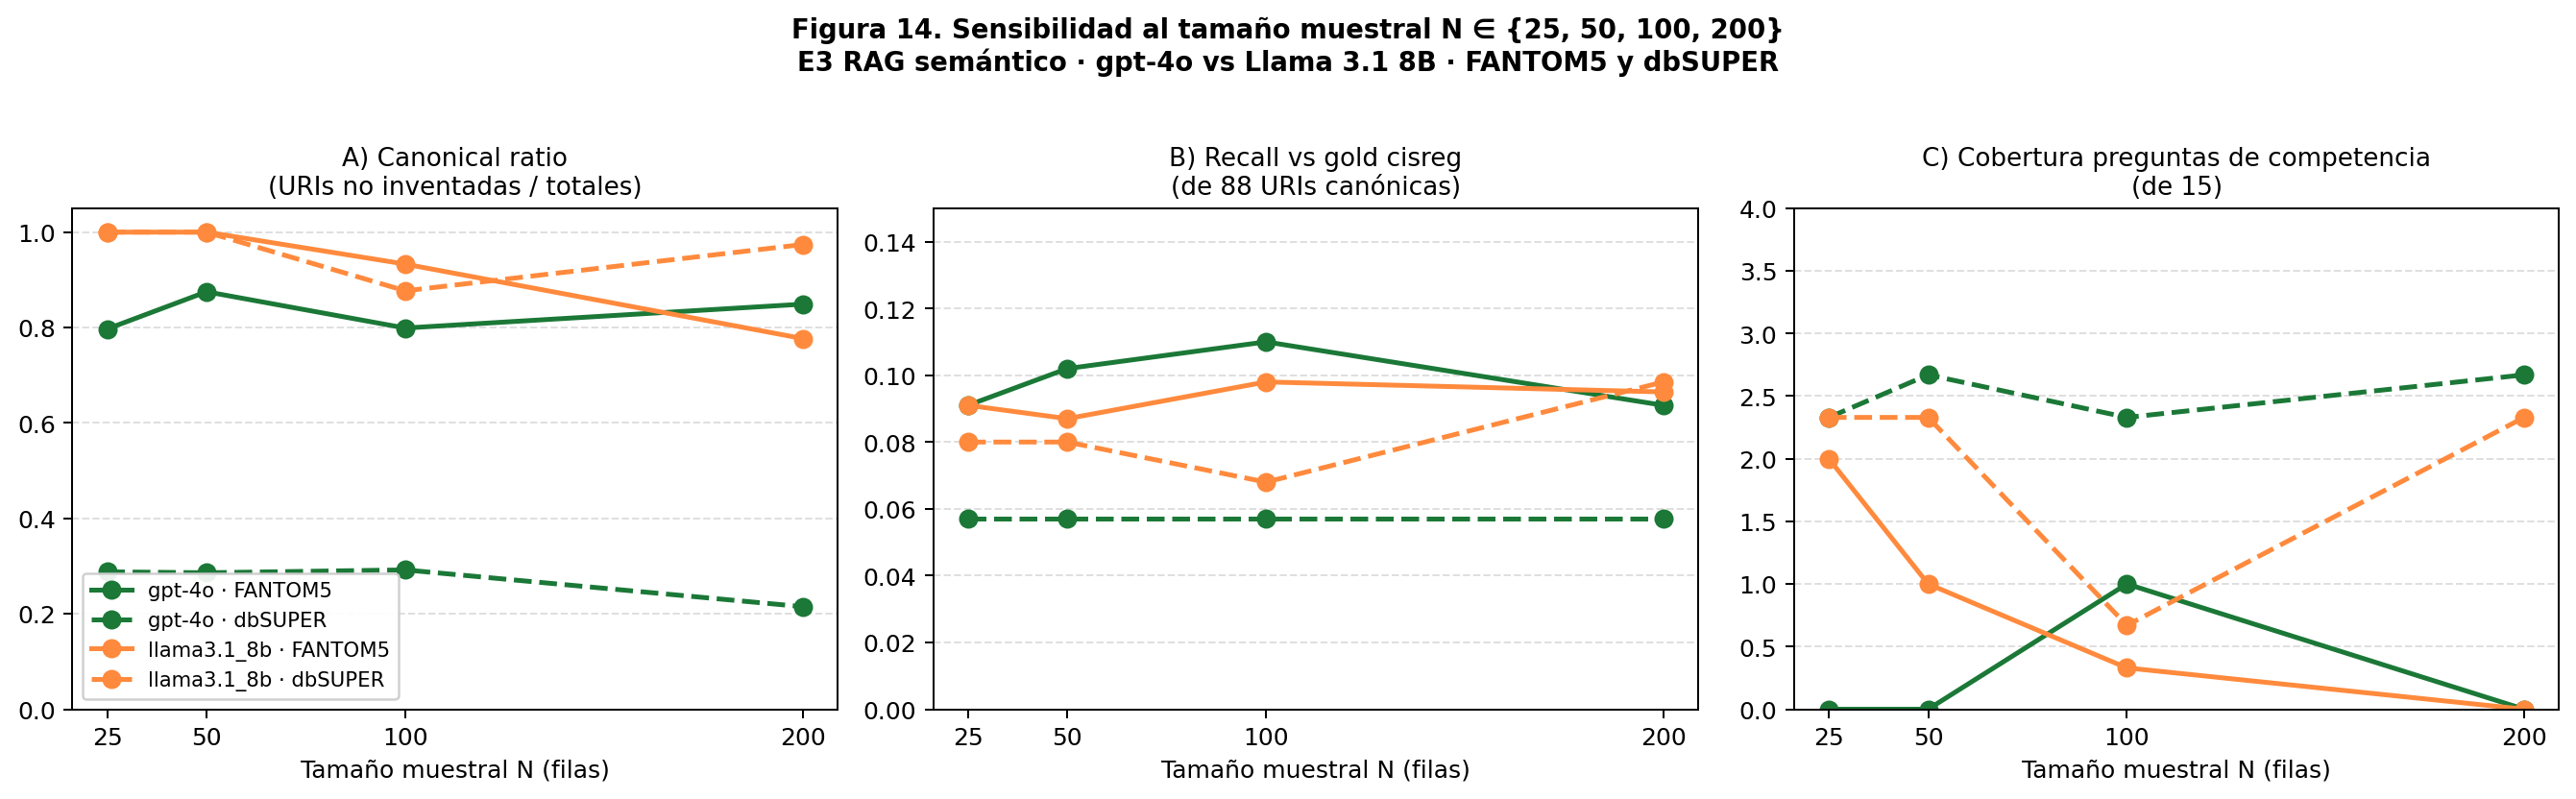 Figura 14. Sensibilidad al tamaño muestral N ∈ {25, 50, 100, 200}
E3 RAG semántico · gpt-4o vs Llama 3.1 8B · FANTOM5 y dbSUPER
A) Canonical ratio
(URIs no inventadas / totales)
1.0
0.8
0.6
0.4
0.2
0.0
gpt-4o · FANTOM5
gpt-4o · dbSUPER
llama3.1_8b · FANTOM5
llama3.1_8b · dbSUPER
25 50 100 200
Tamaño muestral N (filas)
B) Recall vs gold cisreg
(de 88 URIs canónicas)
0.14
0.12
0.10
0.08
0.06
0.04
0.02
0.00
25 50 100 200
Tamaño muestral N (filas)
C) Cobertura preguntas de competencia
(de 15)
4.0
3.5
3.0
2.5
2.0
1.5
1.0
0.5
0.0
25 50 100 200
Tamaño muestral N (filas)